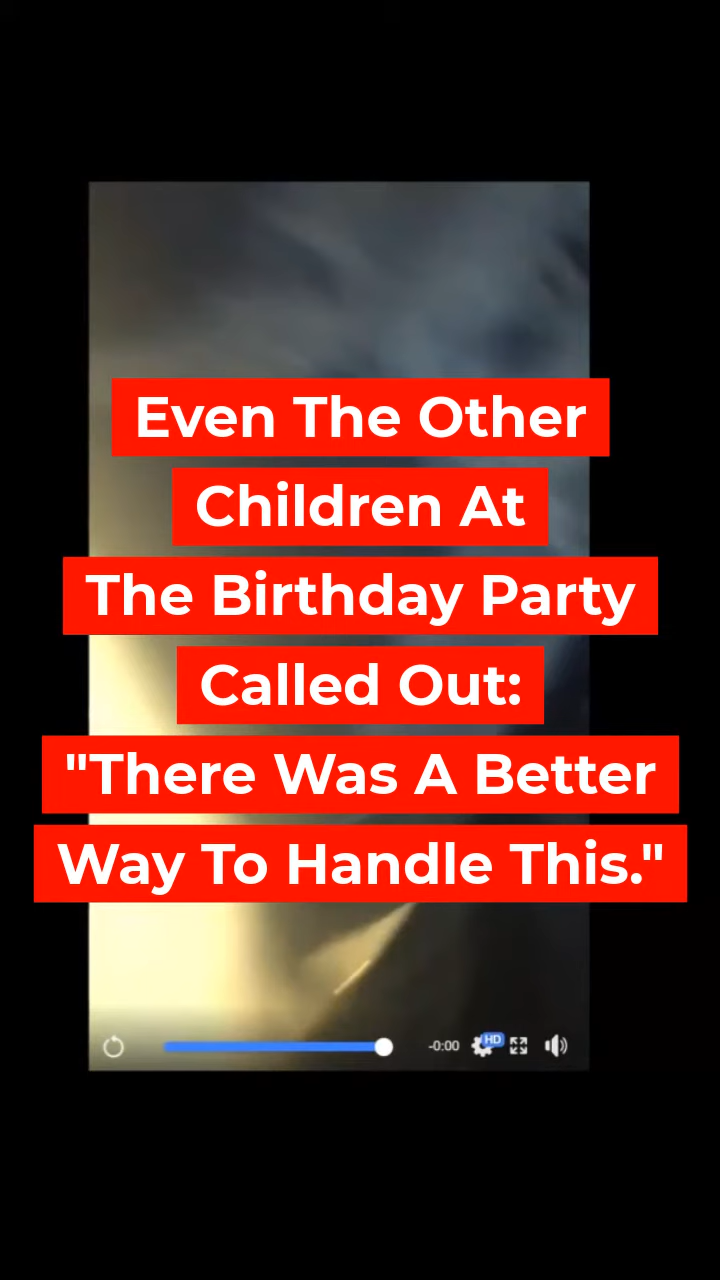 Even The Other
Children At
The Birthday Party
Called Out:
"There Was A Better
Way To Handle This."
-0:00
HD